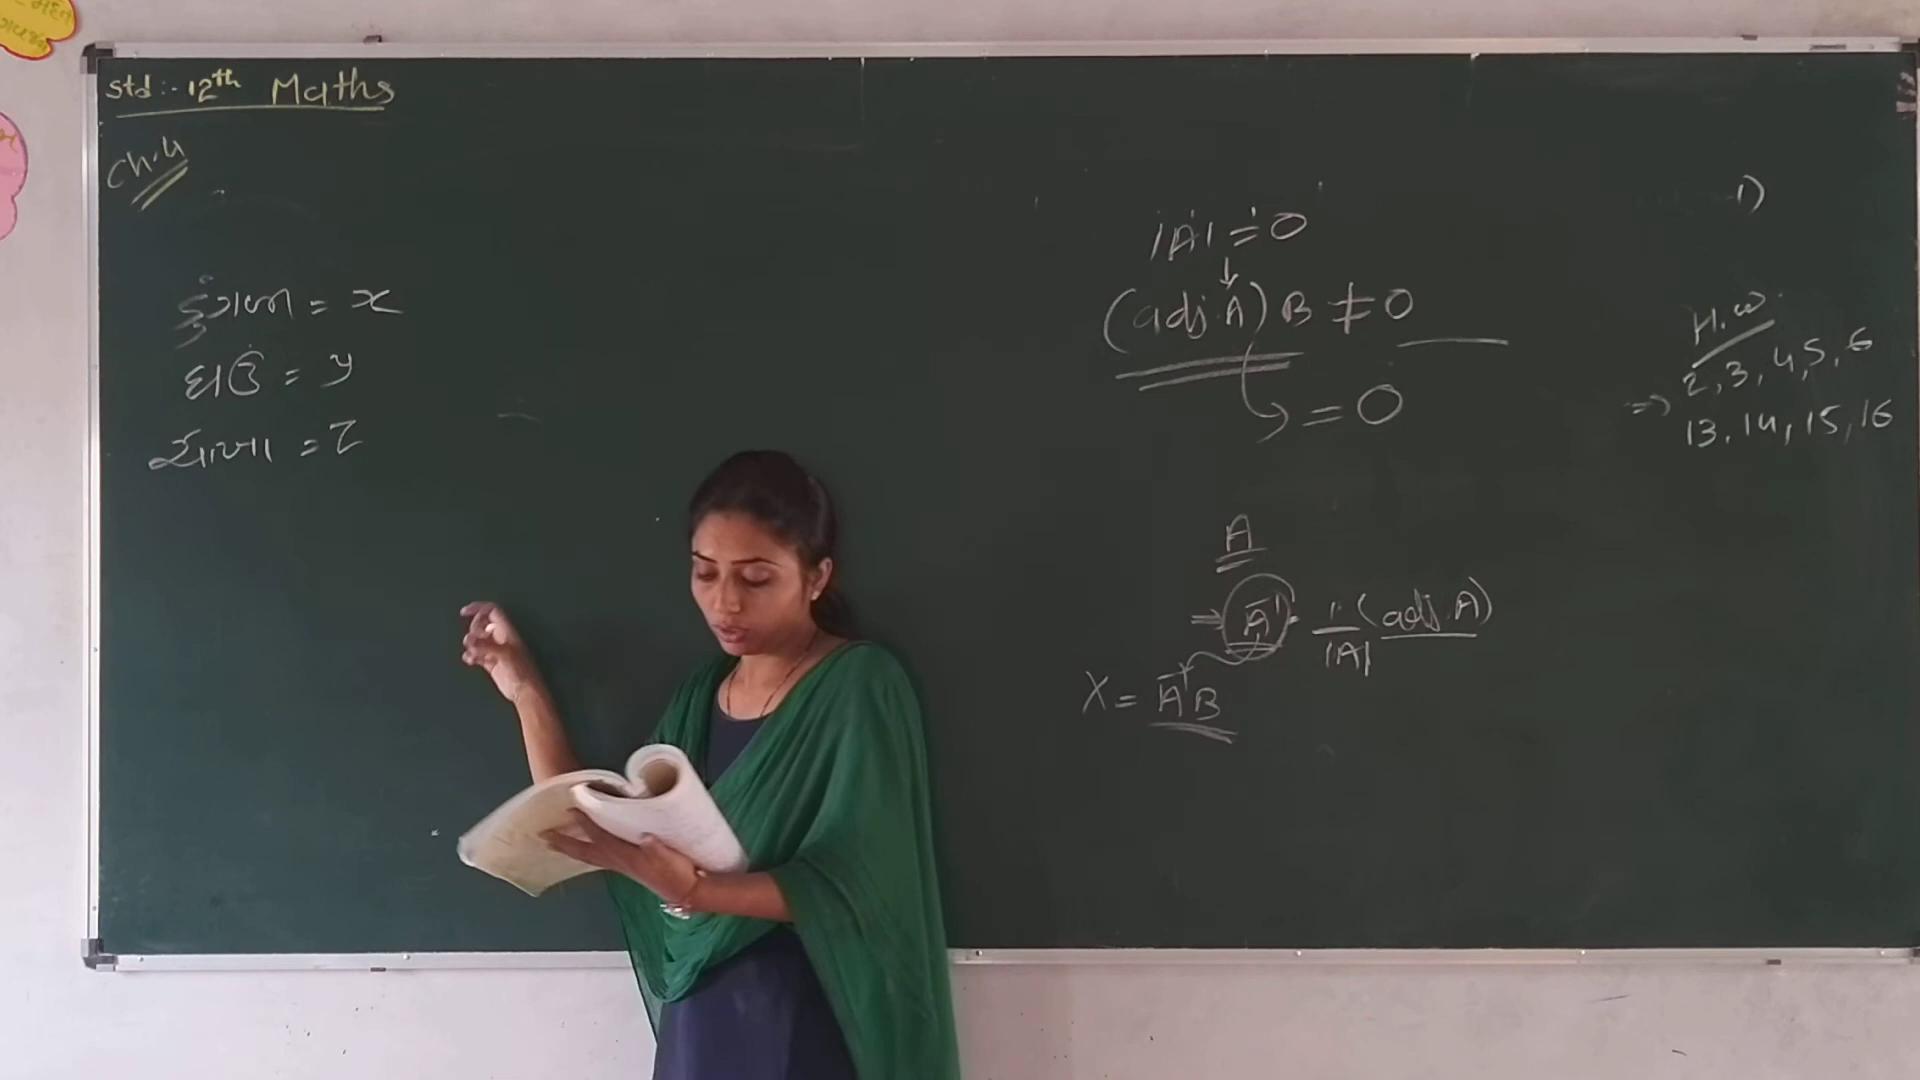 Std :- 12th Maths
Ch.4
ડુંગળી = x
ઘઉં = y
ચોખા = z
|A| = 0
(adj A) B ≠ 0
= 0
A
⇒ A⁻¹ = 1/|A| (adj A)
X = A⁻¹B
1)
H.W.
⇒ 2, 3, 4, 5, 6
13, 14, 15, 16